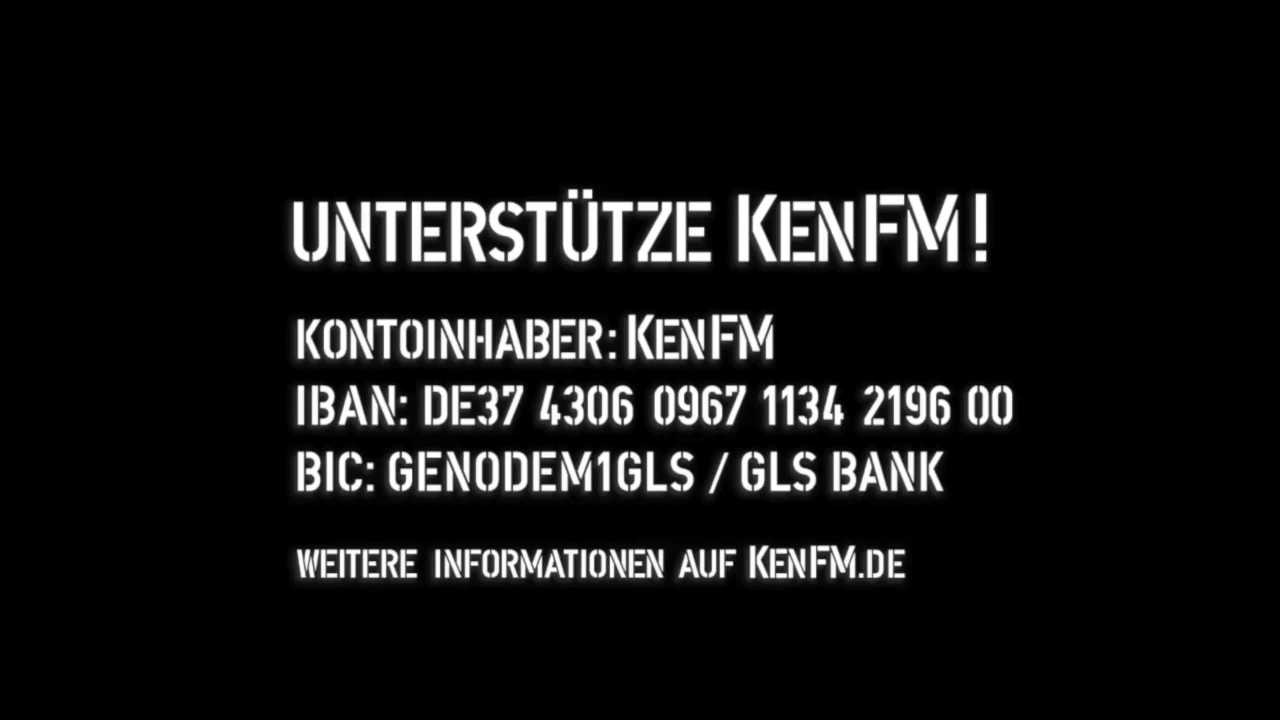 UNTERSTÜTZE KENFM!
KONTOINHABER: KENFM
IBAN: DE37 4306 0967 1134 2196 00
BIC: GENODEM1GLS / GLS BANK
WEITERE INFORMATIONEN AUF KENFM.DE